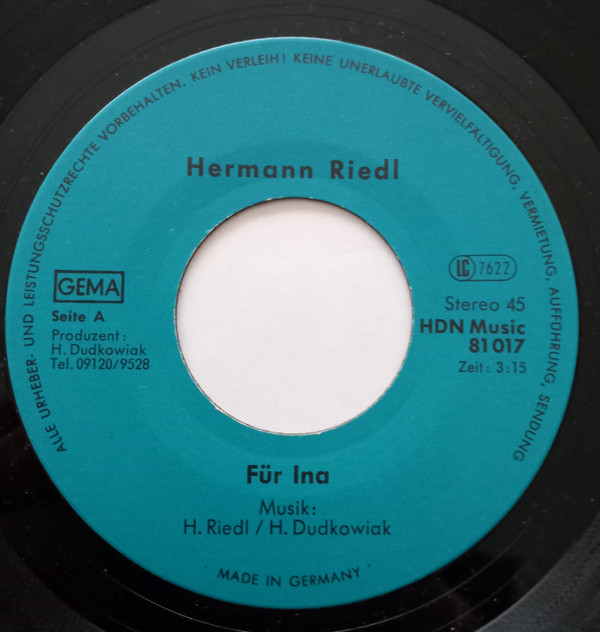 ALLE URHEBER- UND LEISTUNGSSCHUTZRECHTE VORBEHALTEN. KEIN VERLEIH! KEINE UNERLAUBTE VERVIELFÄLTIGUNG, VERMIETUNG, AUFFÜHRUNG, SENDUNG
Hermann Riedl
GEMA
Seite A
Produzent:
H. Dudkowiak
Tel. 09120/9528
LC 7622
Stereo 45
HDN Music
81 017
Zeit: 3:15
Für Ina
Musik:
H. Riedl / H. Dudkowiak
· MADE IN GERMANY ·